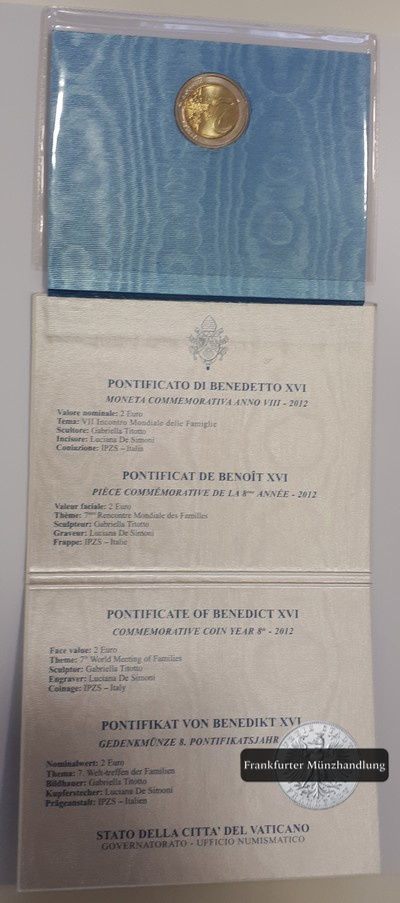 PONTIFICATO DI BENEDETTO XVI
MONETA COMMEMORATIVA ANNO VIII - 2012
Valore nominale: 2 Euro
Tema: VII Incontro Mondiale delle Famiglie
Scultore: Gabriella Titotto
Incisore: Luciana De Simoni
Coniazione: IPZS – Italia
PONTIFICAT DE BENOÎT XVI
PIÈCE COMMÉMORATIVE DE LA 8ème ANNÉE - 2012
Valeur faciale: 2 Euro
Thème: 7ème Rencontre Mondiale des Familles
Sculpteur: Gabriella Titotto
Graveur: Luciana De Simoni
Frappe: IPZS – Italie
PONTIFICATE OF BENEDICT XVI
COMMEMORATIVE COIN YEAR 8th - 2012
Face value: 2 Euro
Theme: 7th World Meeting of Families
Sculptor: Gabriella Titotto
Engraver: Luciana De Simoni
Coinage: IPZS – Italy
PONTIFIKAT VON BENEDIKT XVI
GEDENKMÜNZE 8. PONTIFIKATSJAHR
Nominalwert: 2 Euro
Thema: 7. Welt-treffen der Familien
Bildhauer: Gabriella Titotto
Kupferstecher: Luciana De Simoni
Prägeanstalt: IPZS – Italien
Frankfurter Münzhandlung
STATO DELLA CITTA' DEL VATICANO
GOVERNATORATO - UFFICIO NUMISMATICO